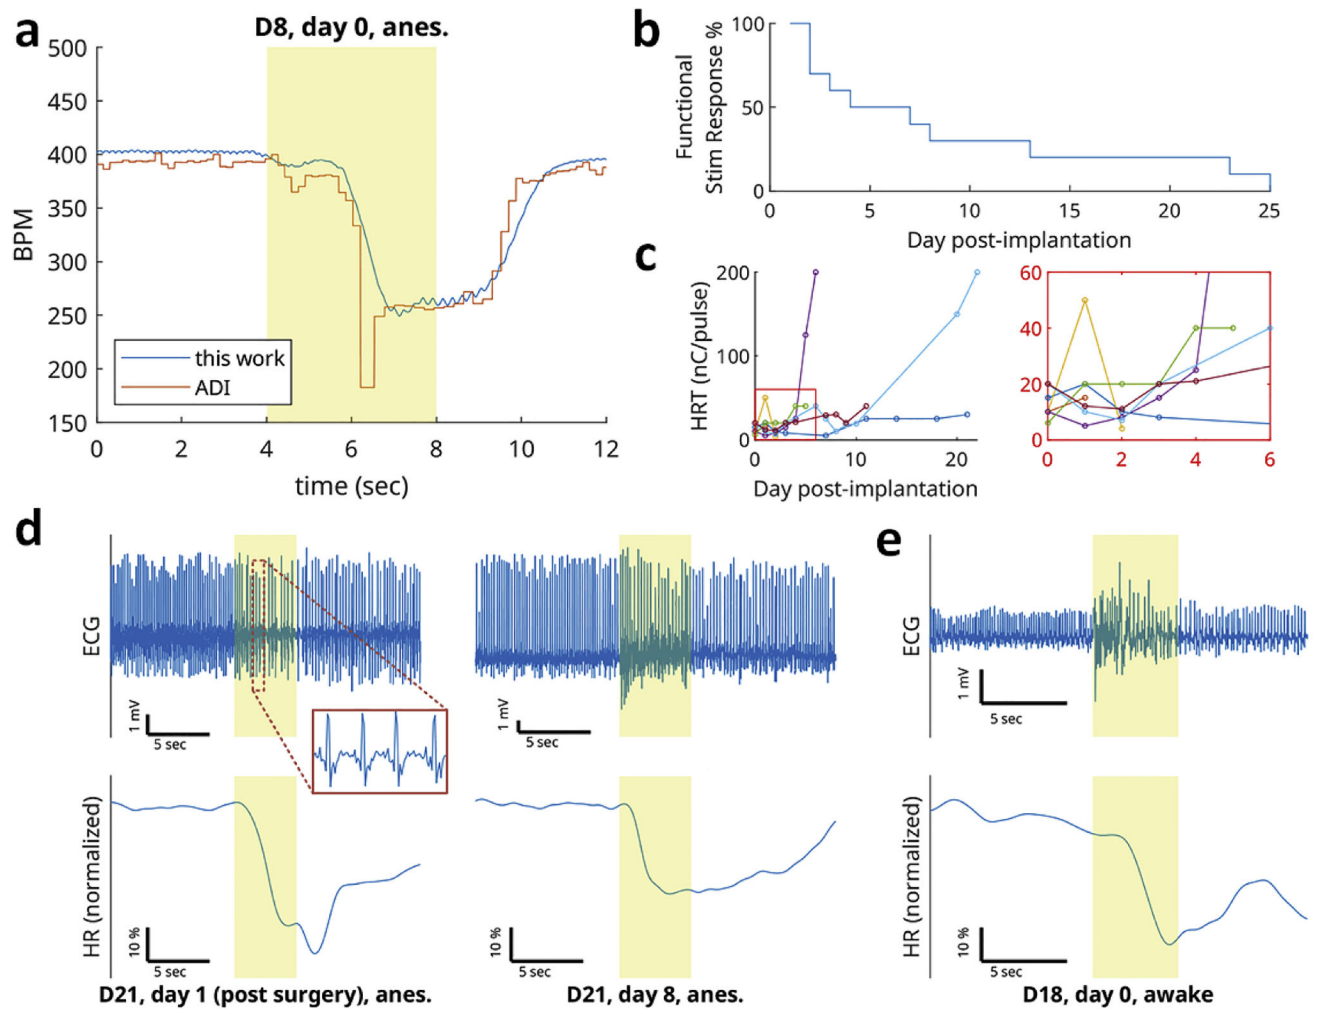 a
D8, day 0, anes.
500
450
400
350
300
250
200
150
BPM
this work
ADI
0 2 4 6 8 10 12
time (sec)
b
Functional
Stim Response %
100
50
0
0 5 10 15 20 25
Day post-implantation
c
HRT (nC/pulse)
200
100
0
0 10 20
Day post-implantation
60
40
20
0
0 2 4 6
d
ECG
1 mV
5 sec
1 mV
5 sec
HR (normalized)
10 %
5 sec
10 %
5 sec
D21, day 1 (post surgery), anes.
D21, day 8, anes.
e
ECG
1 mV
5 sec
HR (normalized)
10 %
5 sec
D18, day 0, awake